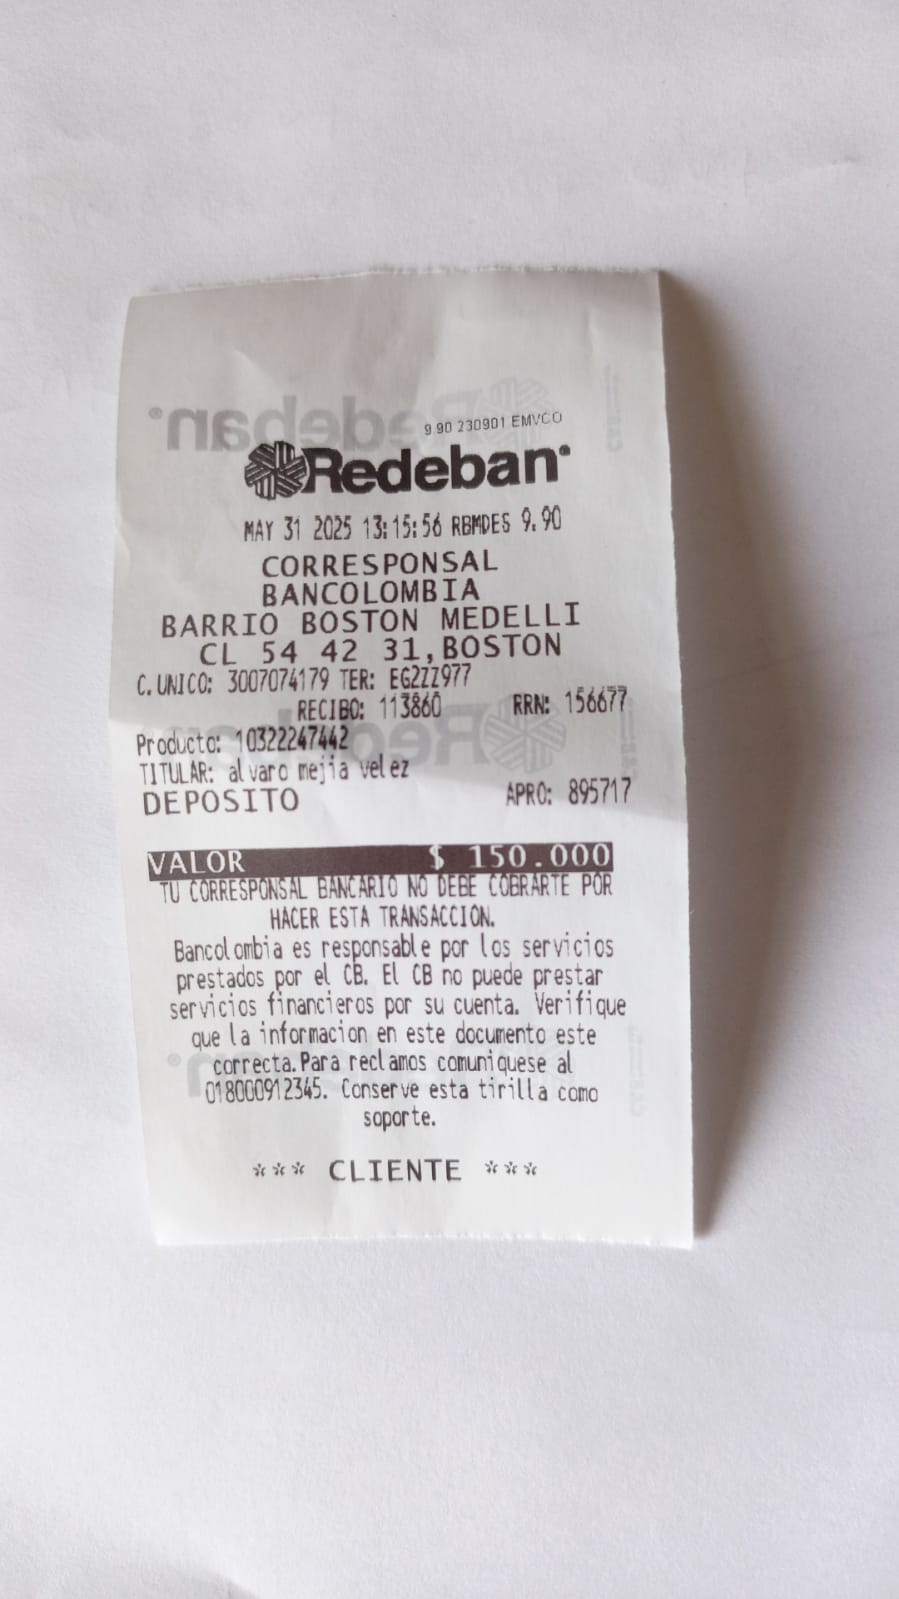 9.90 230901 EMVCO
Redeban
MAY 31 2025 13:15:56 RBMDES 9.90
CORRESPONSAL
BANCOLOMBIA
BARRIO BOSTON MEDELLI
CL 54 42 31,BOSTON
C.UNICO: 3007074179 TER: EG2ZZ977
RECIBO: 113860 RRN: 156677
Producto: 10322247442
TITULAR: alvaro mejia velez
DEPOSITO APRO: 895717
VALOR $ 150.000
TU CORRESPONSAL BANCARIO NO DEBE COBRARTE POR
HACER ESTA TRANSACCION.
Bancolombia es responsable por los servicios
prestados por el CB. El CB no puede prestar
servicios financieros por su cuenta. Verifique
que la informacion en este documento este
correcta.Para reclamos comuniquese al
018000912345. Conserve esta tirilla como
soporte.
*** CLIENTE ***